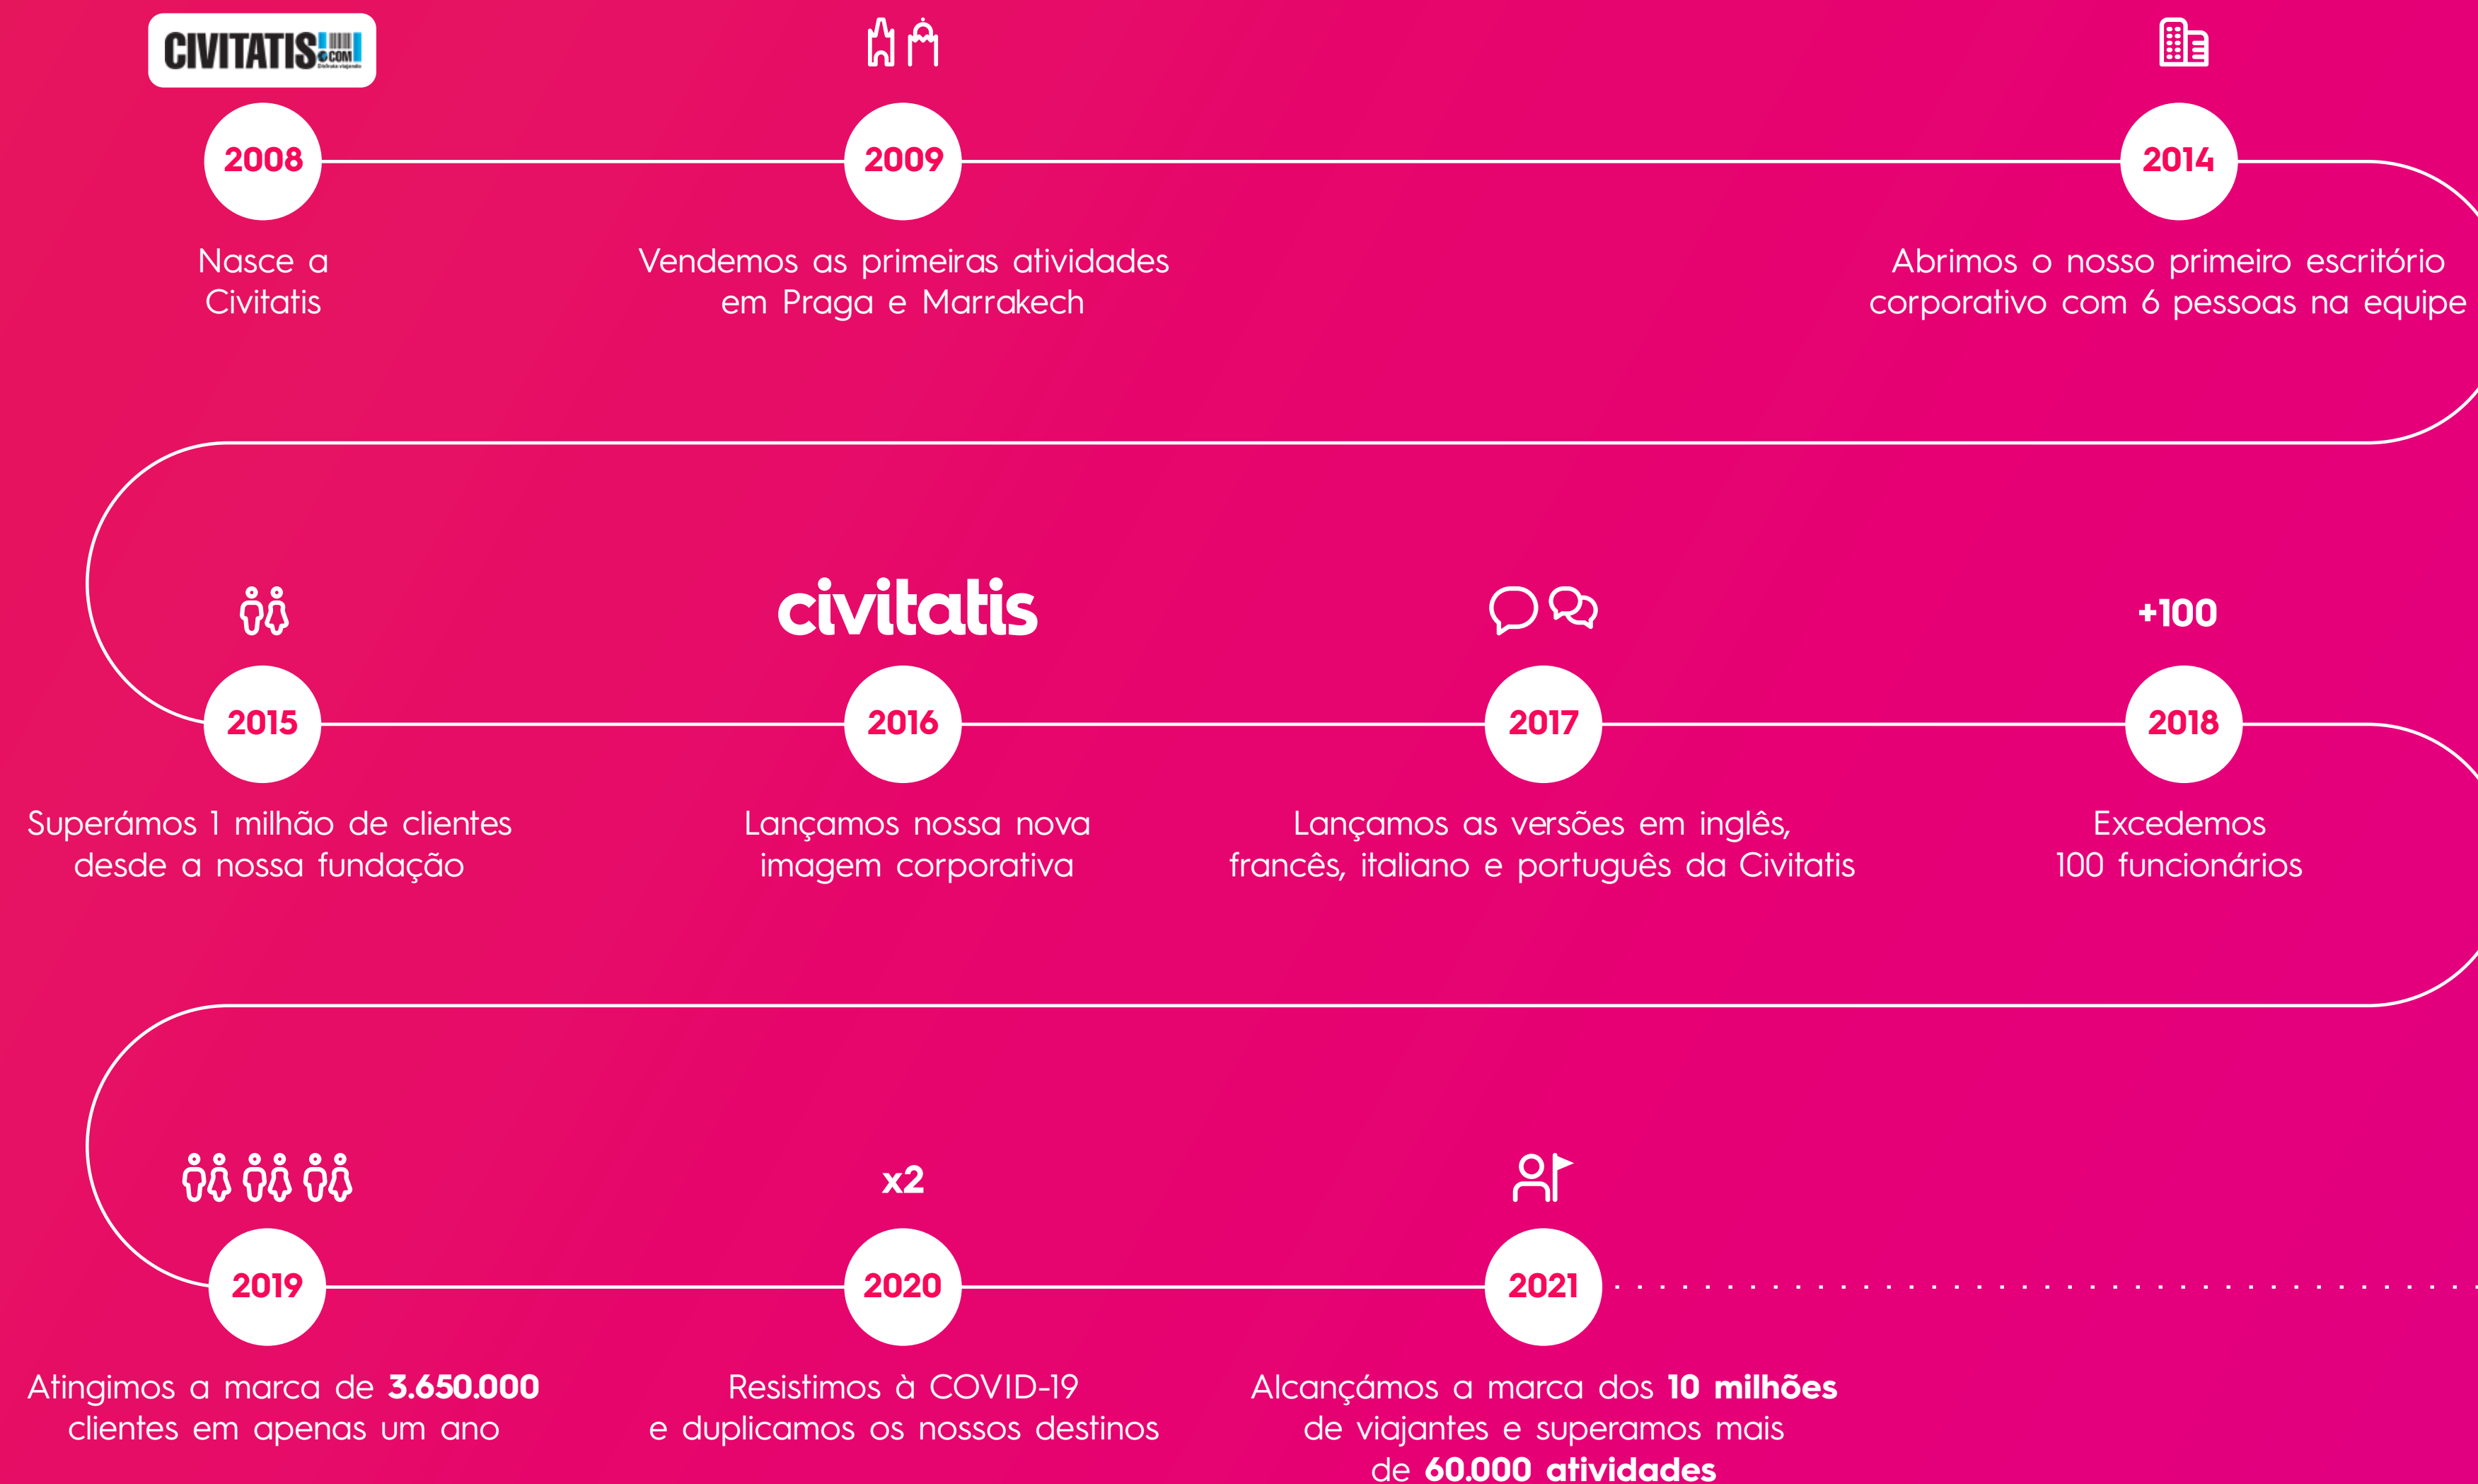 CIVITATIS
.COM
Disfruta viajando
2008
Nasce a
Civitatis
2009
Vendemos as primeiras atividades
em Praga e Marrakech
2014
Abrimos o nosso primeiro escritório
corporativo com 6 pessoas na equipe
2015
Superámos 1 milhão de clientes
desde a nossa fundação
civitatis
2016
Lançamos nossa nova
imagem corporativa
2017
Lançamos as versões em inglês,
francês, italiano e português da Civitatis
+100
2018
Excedemos
100 funcionários
2019
Atingimos a marca de 3.650.000
clientes em apenas um ano
x2
2020
Resistimos à COVID-19
e duplicamos os nossos destinos
2021
Alcançámos a marca dos 10 milhões
de viajantes e superamos mais
de 60.000 atividades